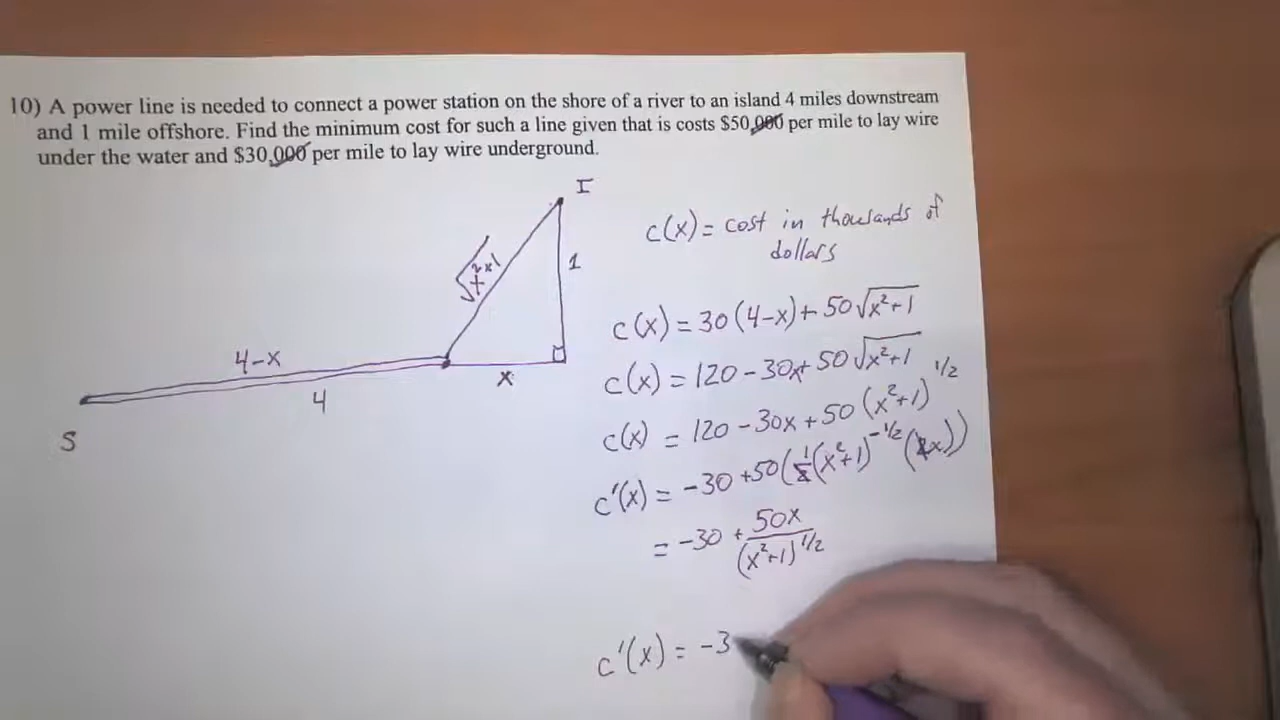 10) A power line is needed to connect a power station on the shore of a river to an island 4 miles downstream
and 1 mile offshore. Find the minimum cost for such a line given that is costs $50,000 per mile to lay wire
under the water and $30,000 per mile to lay wire underground.
I
c(x) = cost in thousands of
dollars
1
c(x) = 30(4-x)+50√x²+1
4-x
x
4
c(x) = 120-30x+50√x²+1
S
c(x) = 120-30x+50(x²+1)^1/2
c'(x) = -30+50(1/2(x²+1)^-1/2(2x))
= -30+50x/(x²+1)^1/2
c'(x) = -3